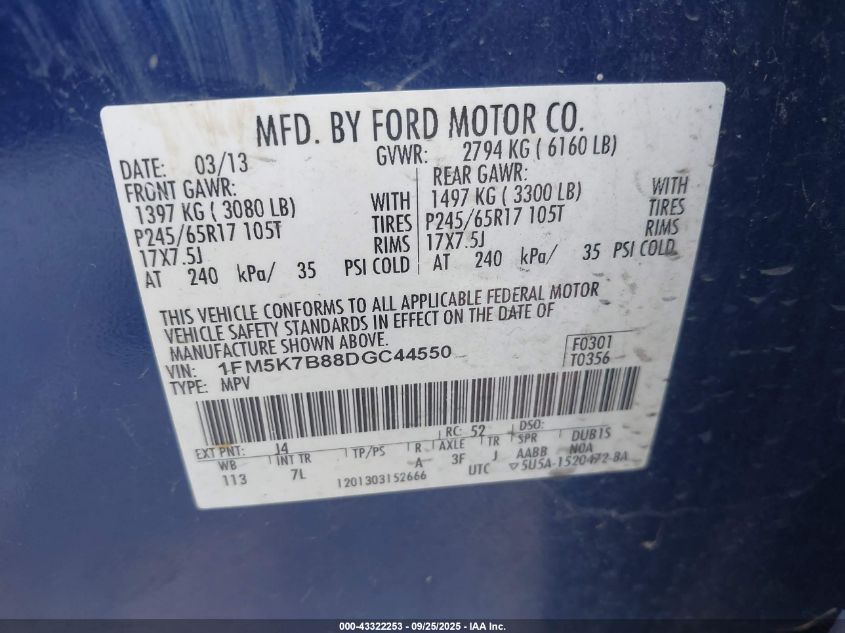 MFD. BY FORD MOTOR CO.
DATE: 03/13 GVWR: 2794 KG ( 6160 LB)
FRONT GAWR: REAR GAWR:
1397 KG ( 3080 LB) WITH 1497 KG ( 3300 LB) WITH
P245/65R17 105T TIRES P245/65R17 105T TIRES
17X7.5J RIMS 17X7.5J RIMS
AT 240 kPa/ 35 PSI COLD AT 240 kPa/ 35 PSI COLD
THIS VEHICLE CONFORMS TO ALL APPLICABLE FEDERAL MOTOR
VEHICLE SAFETY STANDARDS IN EFFECT ON THE DATE OF
MANUFACTURE SHOWN ABOVE.
VIN: 1FM5K7B88DGC44550 F0301
TYPE: MPV T0356
EXT PNT: J4 RC: 52 DSO:
WB INT TR TP/PS R AXLE TR SPR DUB1S
113 7L A 3F J AABB N0A
1201303152666 UTC ▽5U5A-1520472-BA
000-43322253 - 09/25/2025 - IAA Inc.